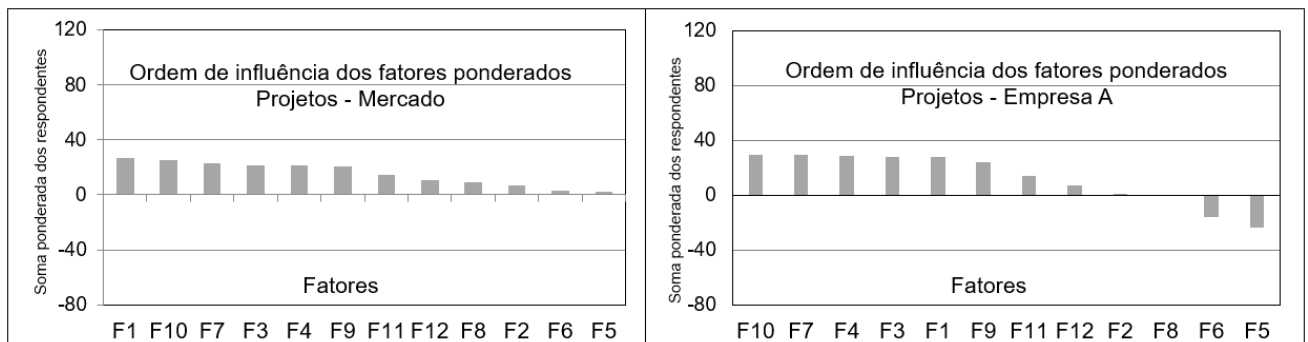 Soma ponderada dos respondentes
120
80
40
0
-40
-80
Ordem de influência dos fatores ponderados
Projetos - Mercado
Fatores
F1 F10 F7 F3 F4 F9 F11 F12 F8 F2 F6 F5
Soma ponderada dos respondentes
120
80
40
0
-40
-80
Ordem de influência dos fatores ponderados
Projetos - Empresa A
Fatores
F10 F7 F4 F3 F1 F9 F11 F12 F2 F8 F6 F5